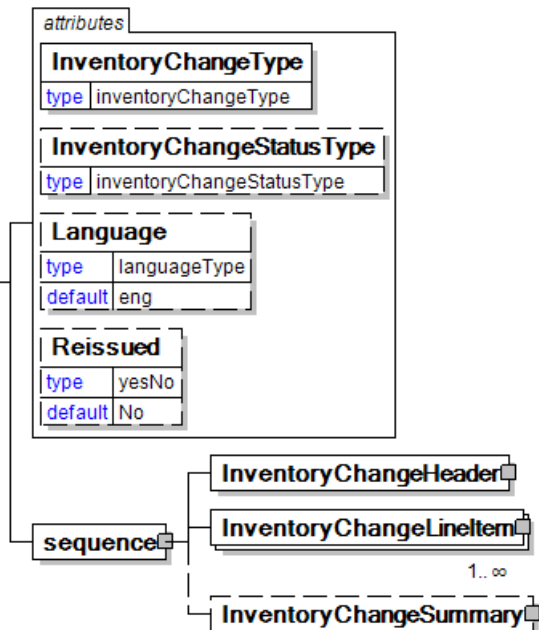 attributes
InventoryChangeType
type inventoryChangeType
InventoryChangeStatusType
type inventoryChangeStatusType
Language
type languageType
default eng
Reissued
type yesNo
default No
sequence
InventoryChangeHeader
InventoryChangeLineItem
1.. ∞
InventoryChangeSummary